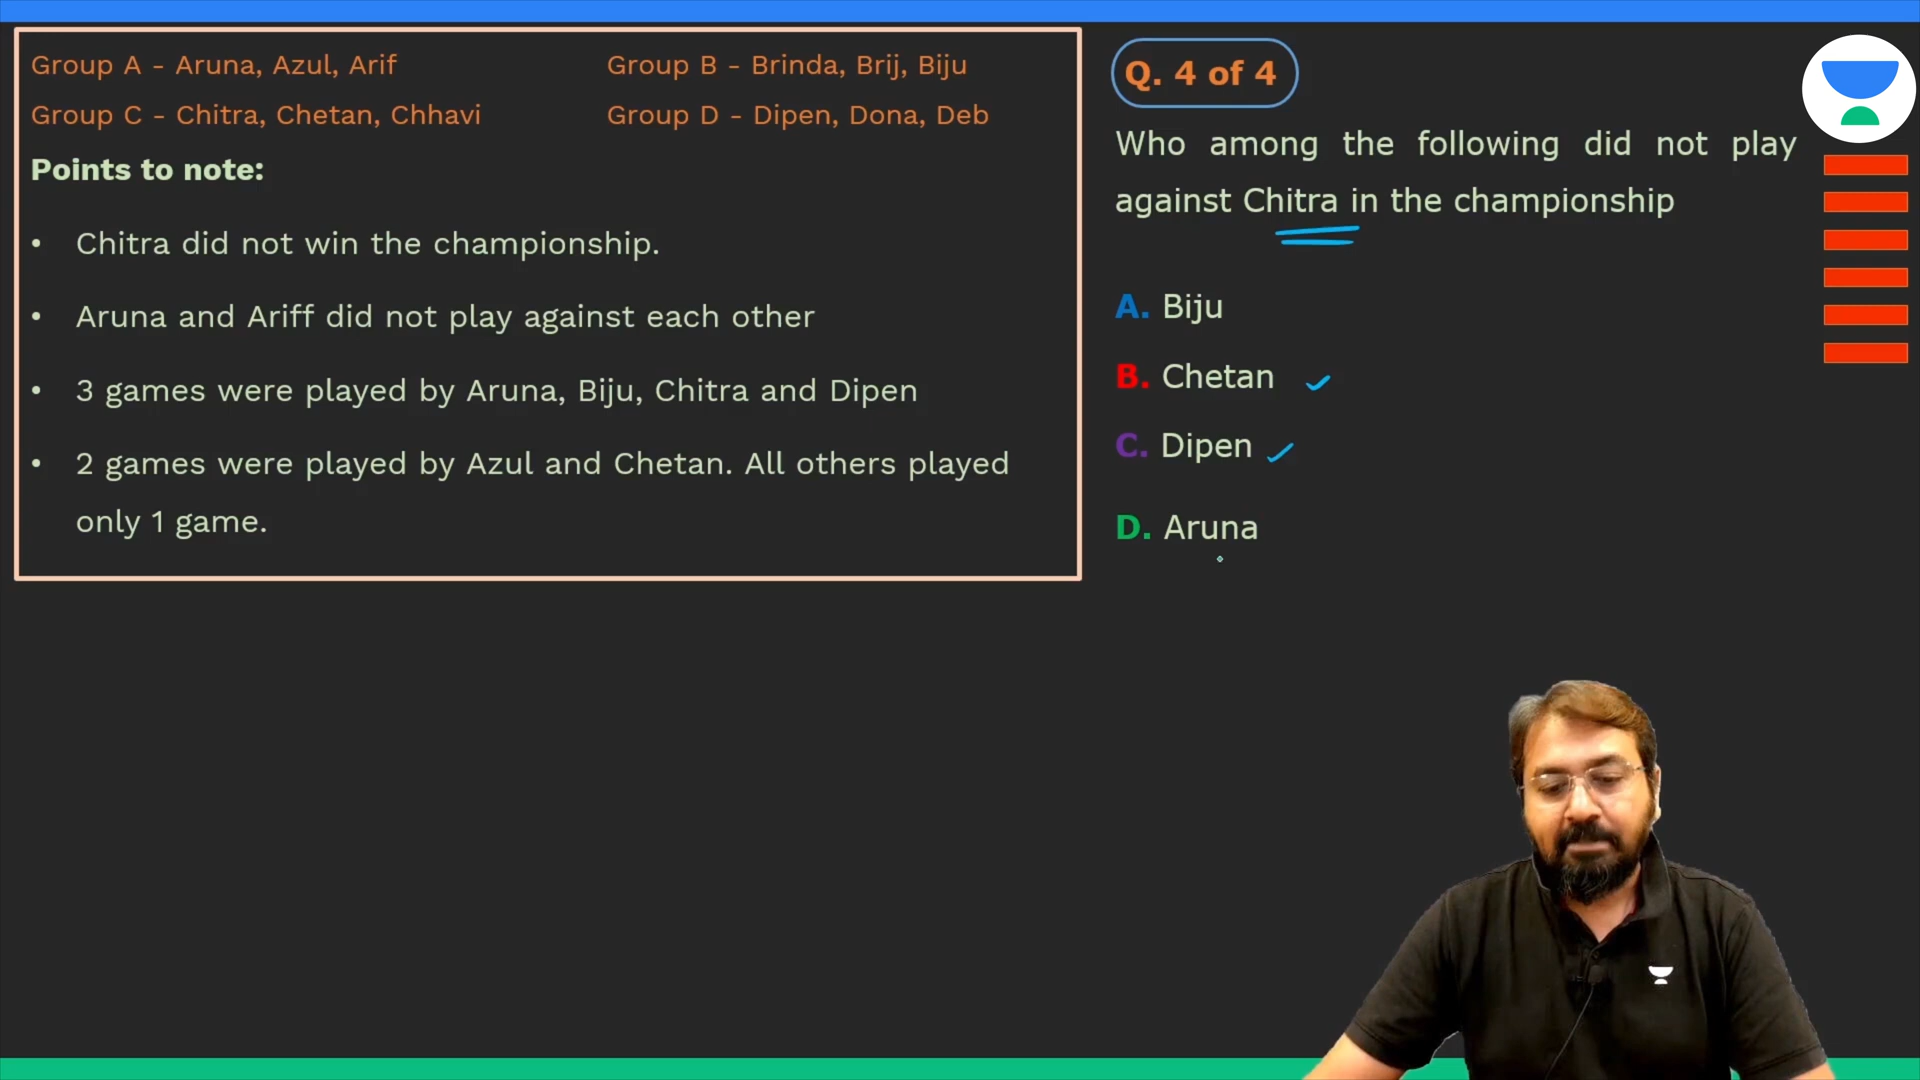 Group A - Aruna, Azul, Arif
Group B - Brinda, Brij, Biju
Group C - Chitra, Chetan, Chhavi
Group D - Dipen, Dona, Deb
Points to note:
• Chitra did not win the championship.
• Aruna and Ariff did not play against each other
• 3 games were played by Aruna, Biju, Chitra and Dipen
• 2 games were played by Azul and Chetan. All others played
only 1 game.
Q. 4 of 4
Who among the following did not play
against Chitra in the championship
A. Biju
B. Chetan
C. Dipen
D. Aruna